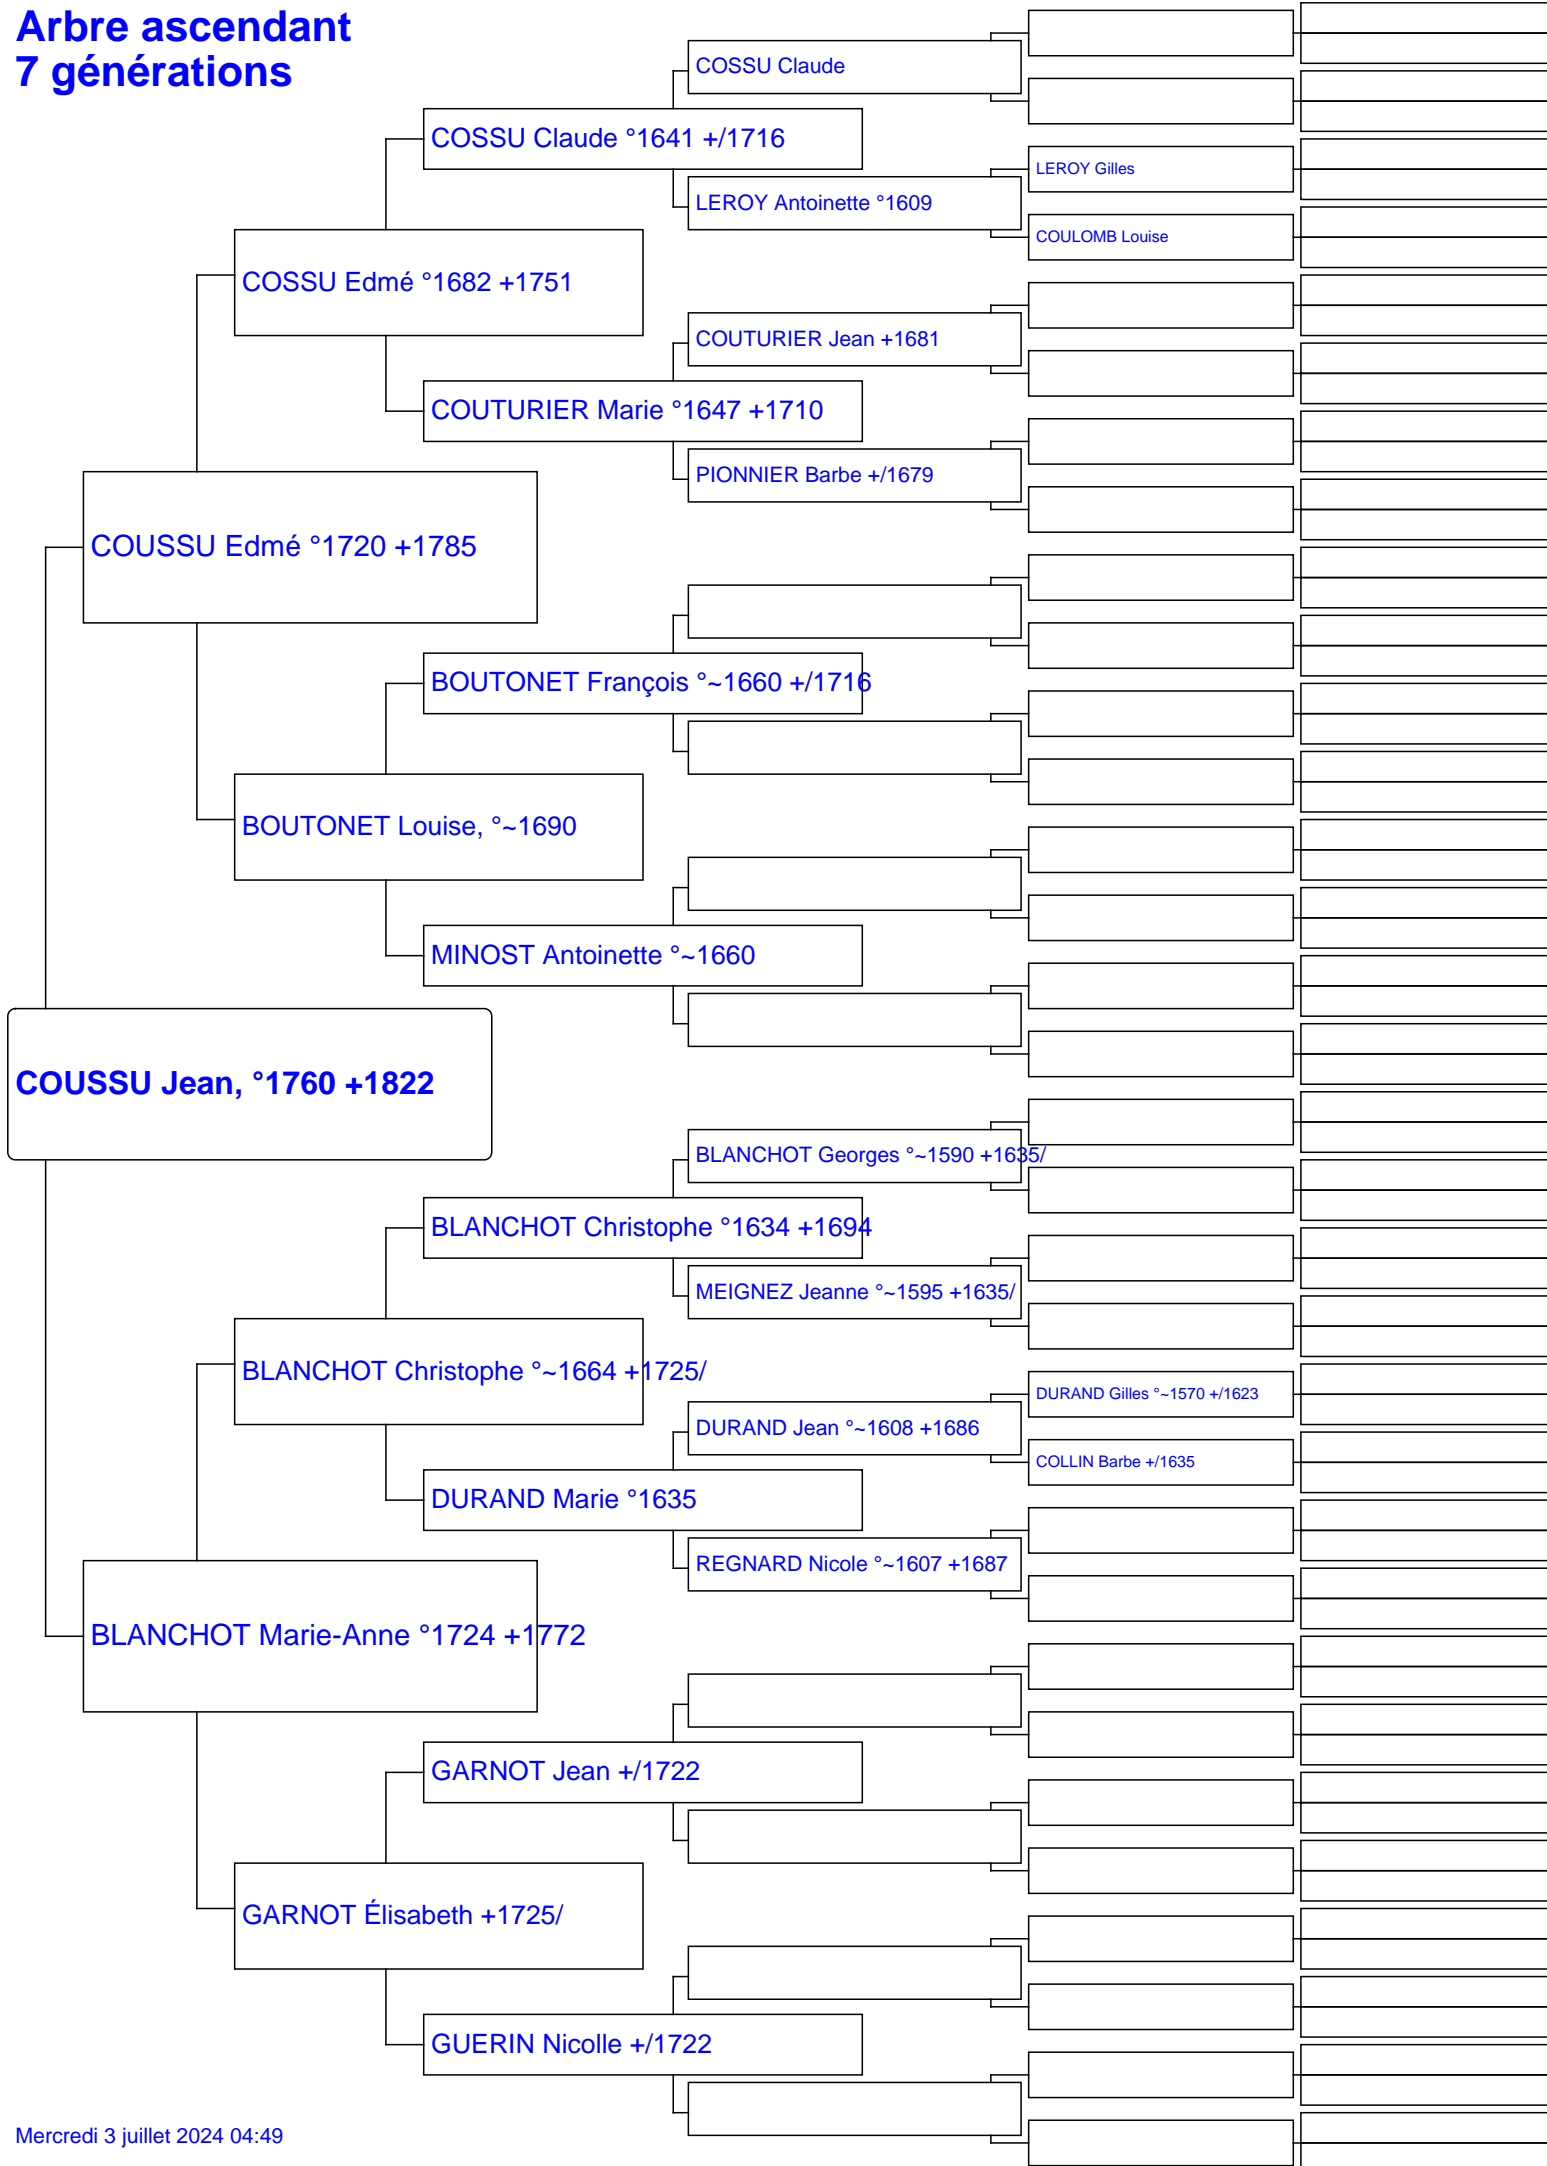 Arbre ascendant
7 générations
COSSU Claude
COSSU Claude °1641 +/1716
LEROY Gilles
LEROY Antoinette °1609
COULOMB Louise
COSSU Edmé °1682 +1751
COUTURIER Jean +1681
COUTURIER Marie °1647 +1710
PIONNIER Barbe +/1679
COUSSU Edmé °1720 +1785
BOUTONET François °~1660 +/1716
BOUTONET Louise, °~1690
MINOST Antoinette °~1660
COUSSU Jean, °1760 +1822
BLANCHOT Georges °~1590 +1635/
BLANCHOT Christophe °1634 +1694
MEIGNEZ Jeanne °~1595 +1635/
BLANCHOT Christophe °~1664 +1725/
DURAND Gilles °~1570 +/1623
DURAND Jean °~1608 +1686
COLLIN Barbe +/1635
DURAND Marie °1635
REGNARD Nicole °~1607 +1687
BLANCHOT Marie-Anne °1724 +1772
GARNOT Jean +/1722
GARNOT Élisabeth +1725/
GUERIN Nicolle +/1722
Mercredi 3 juillet 2024 04:49